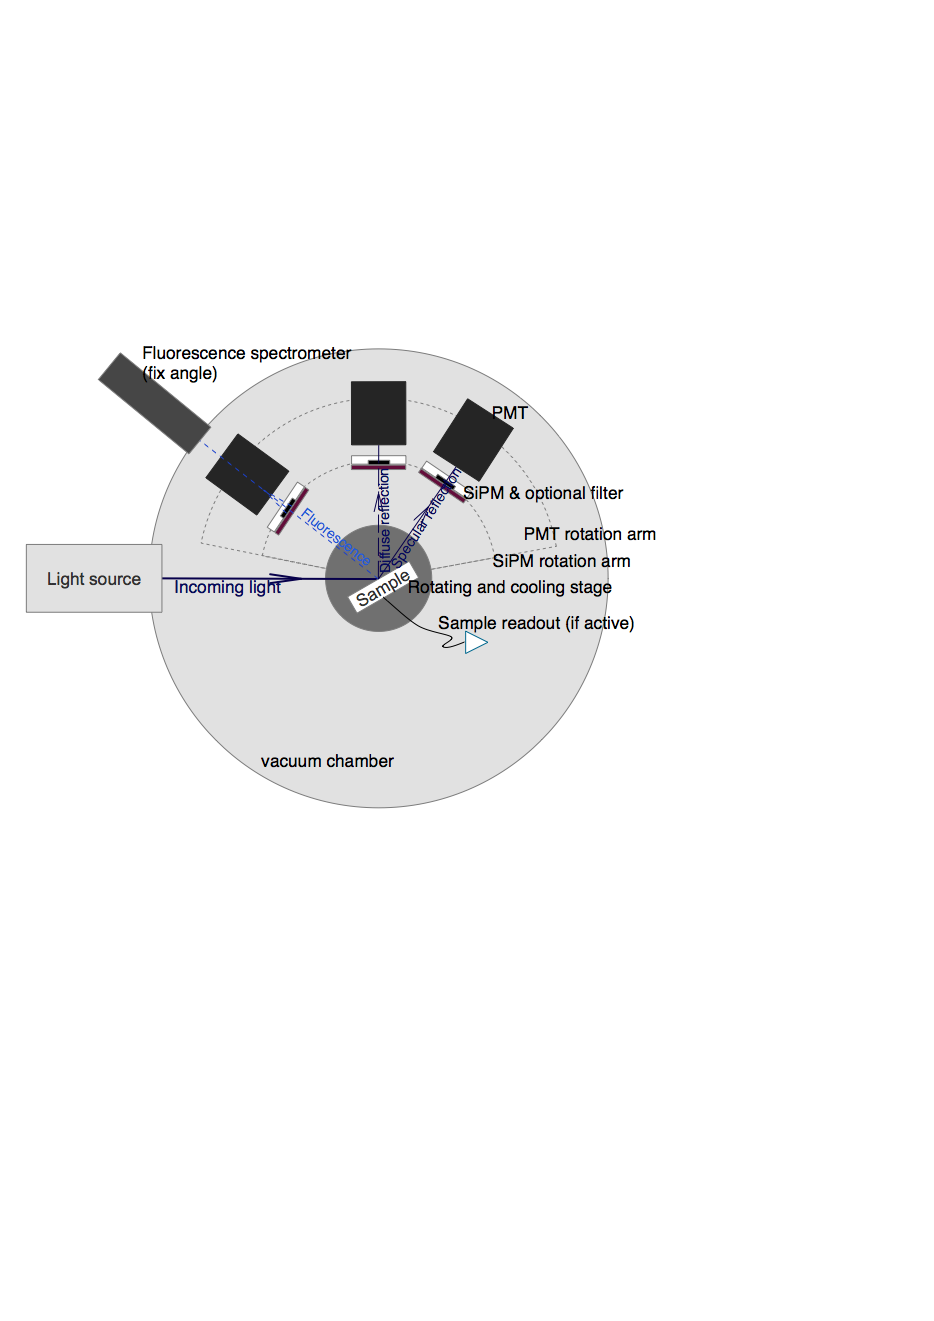 Fluorescence spectrometer
(fix angle)
PMT
SiPM & optional filter
Diffuse reflection
Specular reflection
Fluorescence
PMT rotation arm
SiPM rotation arm
Light source
Incoming light
Sample
Rotating and cooling stage
Sample readout (if active)
vacuum chamber